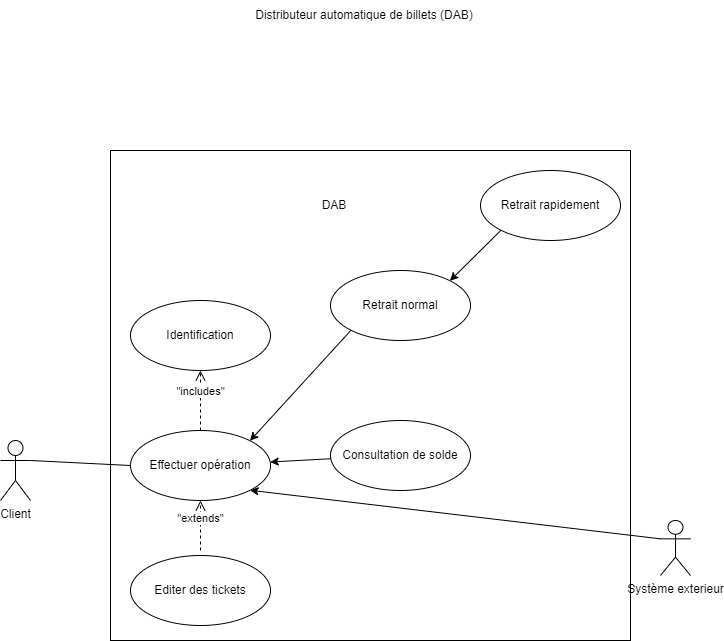 Distributeur automatique de billets (DAB)
DAB
Retrait rapidement
Retrait normal
Identification
"includes"
Effectuer opération
Consultation de solde
Client
"extends"
Editer des tickets
Système exterieur